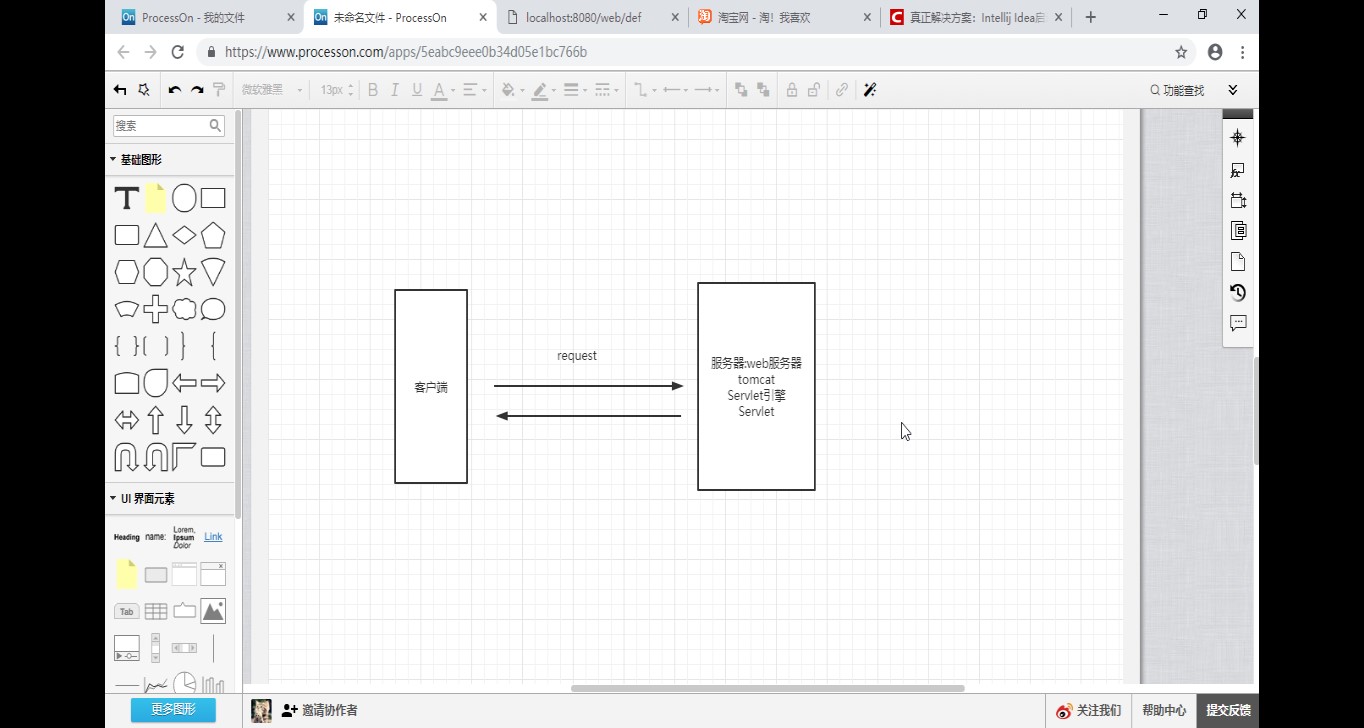 ProcessOn - 我的文件
未命名文件 - ProcessOn
localhost:8080/web/def
淘宝网 - 淘！我喜欢
真正解决方案：Intellij Idea启
https://www.processon.com/apps/5eabc9eee0b34d05e1bc766b
微软雅黑
13px
B I U A
功能查找
搜索
基础图形
T
UI 界面元素
Heading
name:
Lorem,
Ipsum
Dolor
Link
Tab
更多图形
request
客户端
服务器:web服务器
tomcat
Servlet引擎
Servlet
邀请协作者
关注我们
帮助中心
提交反馈